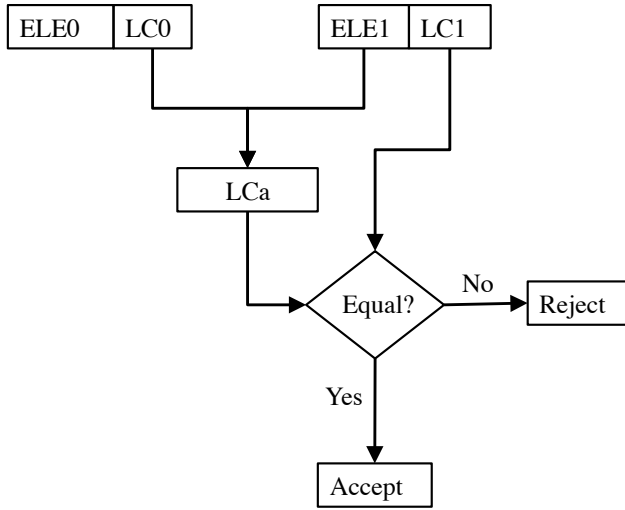 ELE0 LC0 ELE1 LC1
LCa
Equal?
No
Reject
Yes
Accept